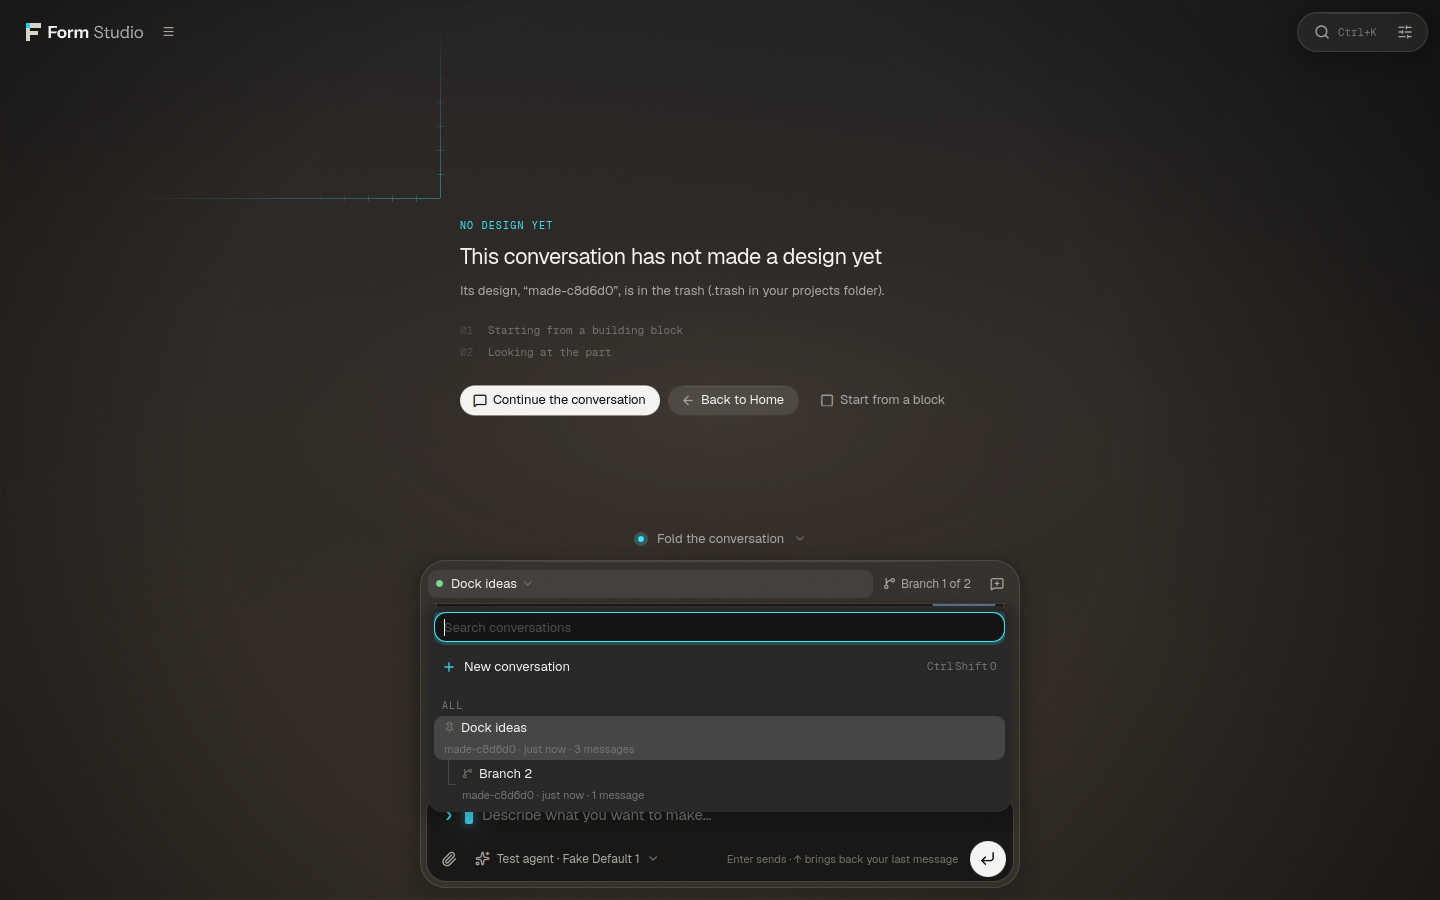 Form Studio
Ctrl+K
NO DESIGN YET
This conversation has not made a design yet
Its design, “made-c8d6d0”, is in the trash (.trash in your projects folder).
01 Starting from a building block
02 Looking at the part
Continue the conversation
Back to Home
Start from a block
Fold the conversation
Dock ideas
Branch 1 of 2
Search conversations
New conversation
Ctrl Shift O
ALL
Dock ideas
made-c8d6d0 · just now · 3 messages
Branch 2
made-c8d6d0 · just now · 1 message
Describe what you want to make...
Test agent · Fake Default 1
Enter sends · ↑ brings back your last message